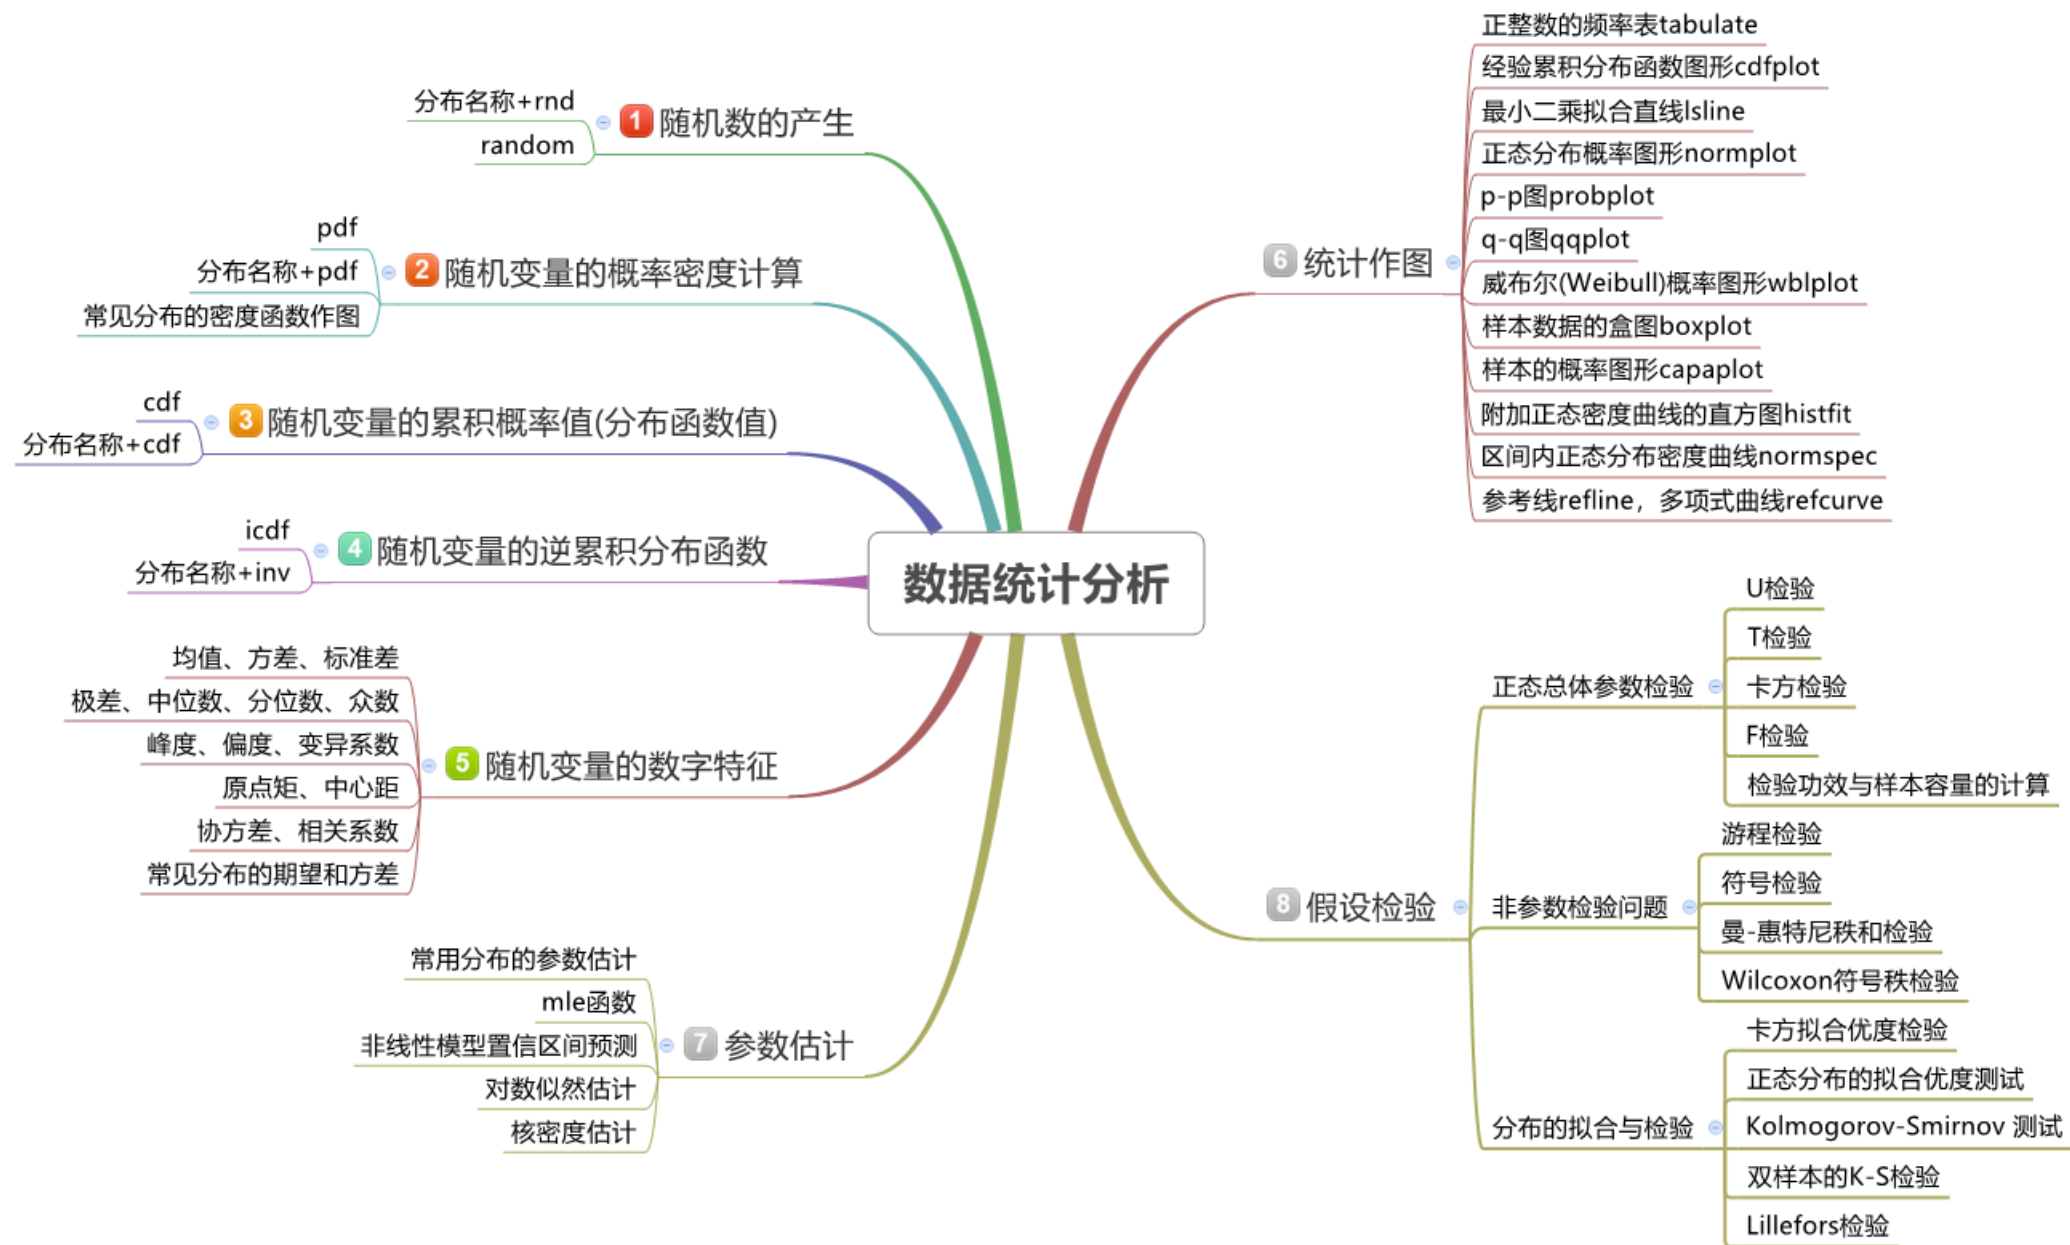 数据统计分析
1 随机数的产生
分布名称+rnd
random
2 随机变量的概率密度计算
pdf
分布名称+pdf
常见分布的密度函数作图
3 随机变量的累积概率值(分布函数值)
cdf
分布名称+cdf
4 随机变量的逆累积分布函数
icdf
分布名称+inv
5 随机变量的数字特征
均值、方差、标准差
极差、中位数、分位数、众数
峰度、偏度、变异系数
原点矩、中心距
协方差、相关系数
常见分布的期望和方差
6 统计作图
正整数的频率表tabulate
经验累积分布函数图形cdfplot
最小二乘拟合直线lsline
正态分布概率图形normplot
p-p图probplot
q-q图qqplot
威布尔(Weibull)概率图形wblplot
样本数据的盒图boxplot
样本的概率图形capaplot
附加正态密度曲线的直方图histfit
区间内正态分布密度曲线normspec
参考线refline，多项式曲线refcurve
7 参数估计
常用分布的参数估计
mle函数
非线性模型置信区间预测
对数似然估计
核密度估计
8 假设检验
正态总体参数检验
U检验
T检验
卡方检验
F检验
检验功效与样本容量的计算
非参数检验问题
游程检验
符号检验
曼-惠特尼秩和检验
Wilcoxon符号秩检验
分布的拟合与检验
卡方拟合优度检验
正态分布的拟合优度测试
Kolmogorov-Smirnov 测试
双样本的K-S检验
Lillefors检验